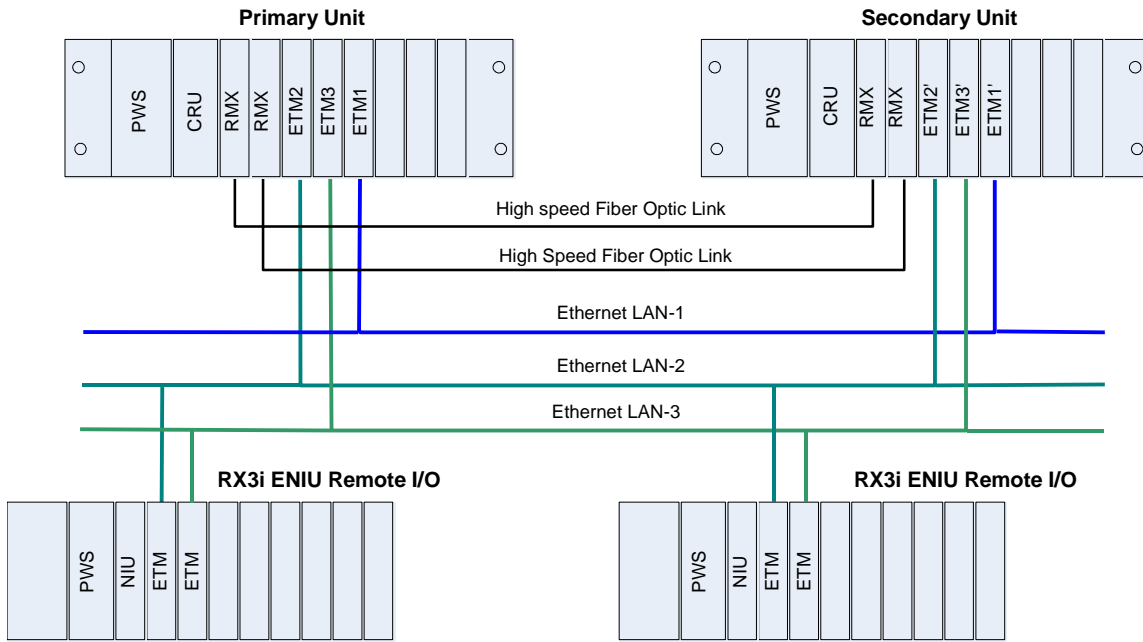 Primary Unit
Secondary Unit
PWS
CRU
RMX
RMX
ETM2
ETM3
ETM1
PWS
CRU
RMX
RMX
ETM2'
ETM3'
ETM1'
High speed Fiber Optic Link
High Speed Fiber Optic Link
Ethernet LAN-1
Ethernet LAN-2
Ethernet LAN-3
RX3i ENIU Remote I/O
RX3i ENIU Remote I/O
PWS
NIU
ETM
ETM
PWS
NIU
ETM
ETM